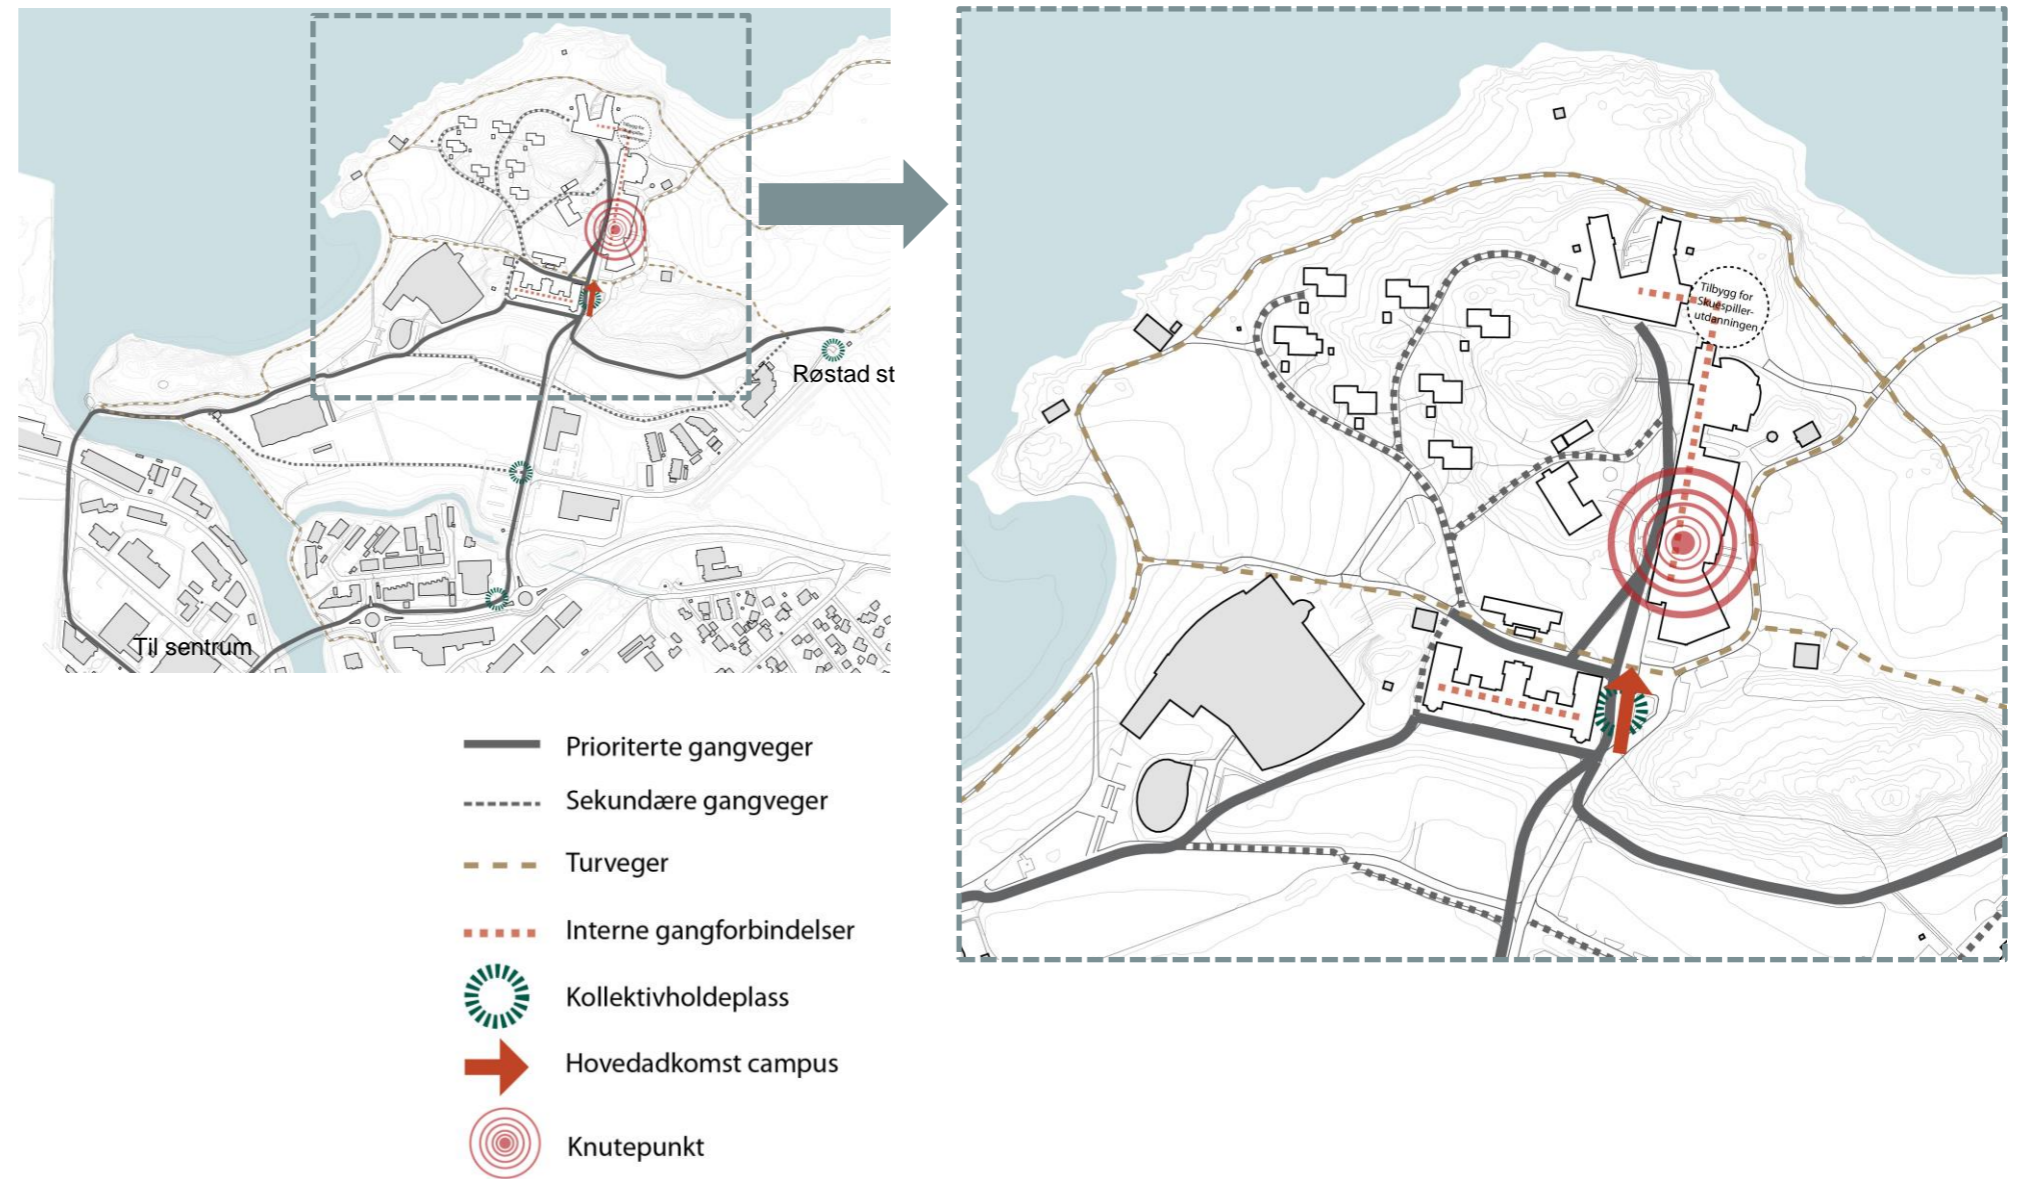 Røstad st
Til sentrum
Tilbygg for
Skuespiller-
utdanningen
Prioriterte gangveger
Sekundære gangveger
Turveger
Interne gangforbindelser
Kollektivholdeplass
Hovedadkomst campus
Knutepunkt